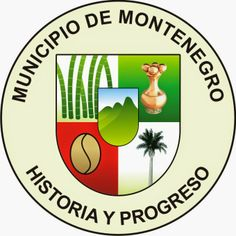 MUNICIPIO DE MONTENEGRO
HISTORIA Y PROGRESO